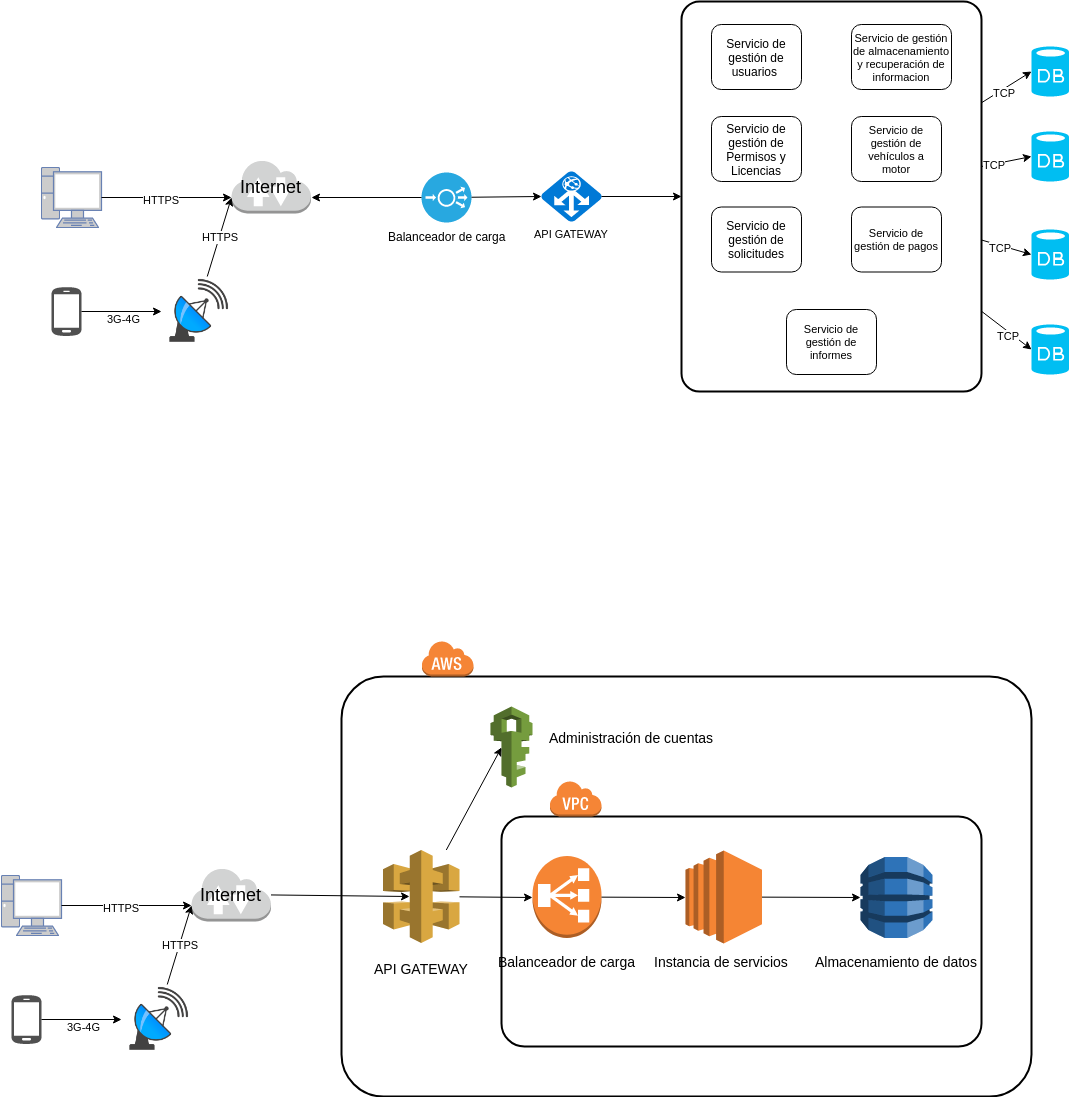 Servicio de
gestión de
usuarios
Servicio de gestión
de almacenamiento
y recuperación de
informacion
DB
TCP
Servicio de
gestión de
Permisos y
Licencias
Servicio de
gestión de
vehículos a
motor
TCP
DB
HTTPS
Internet
Balanceador de carga
API GATEWAY
HTTPS
Servicio de
gestión de
solicitudes
Servicio de
gestión de pagos
TCP
DB
3G-4G
Servicio de
gestión de
informes
TCP
DB
AWS
Administración de cuentas
VPC
HTTPS
Internet
HTTPS
API GATEWAY
Balanceador de carga
Instancia de servicios
Almacenamiento de datos
3G-4G